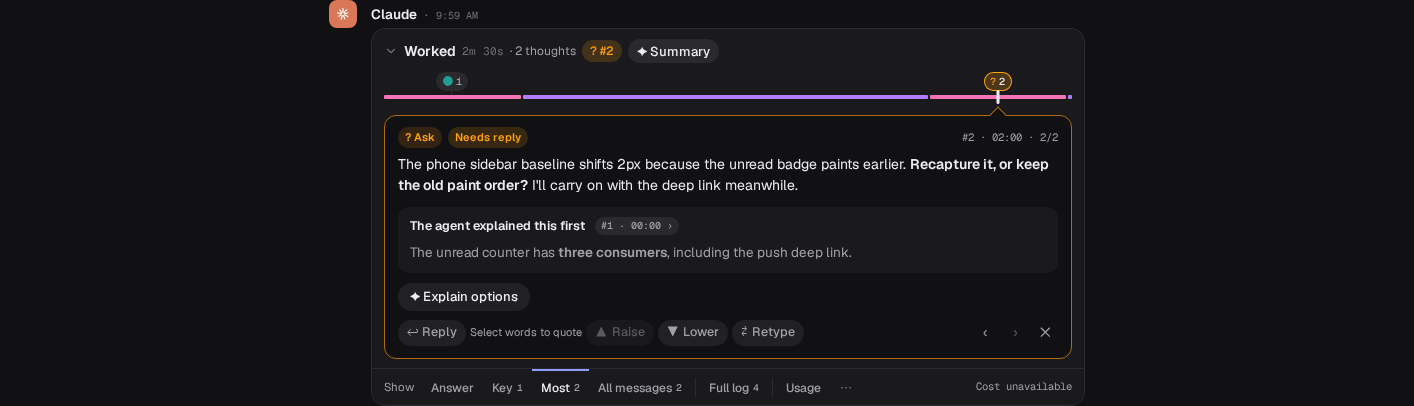 Claude · 9:59 AM
Worked 2m 30s · 2 thoughts ? #2 ✦ Summary
1 ? 2
? Ask Needs reply #2 · 02:00 · 2/2
The phone sidebar baseline shifts 2px because the unread badge paints earlier. Recapture it, or keep
the old paint order? I'll carry on with the deep link meanwhile.
The agent explained this first #1 · 00:00 ›
The unread counter has three consumers, including the push deep link.
✦ Explain options
↩ Reply Select words to quote ▲ Raise ▼ Lower ⇄ Retype ‹ › ×
Show Answer Key 1 Most 2 All messages 2 Full log 4 Usage ··· Cost unavailable